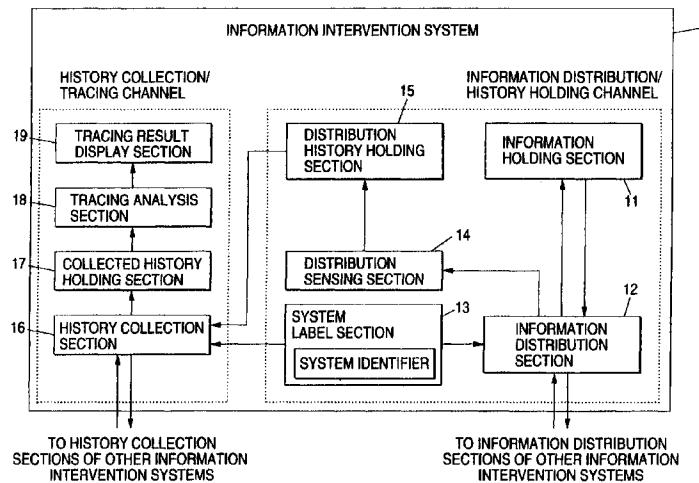 INFORMATION INTERVENTION SYSTEM
HISTORY COLLECTION/
TRACING CHANNEL
INFORMATION DISTRIBUTION/
HISTORY HOLDING CHANNEL
19
TRACING RESULT
DISPLAY SECTION
18
TRACING ANALYSIS
SECTION
17
COLLECTED HISTORY
HOLDING SECTION
16
HISTORY COLLECTION
SECTION
15
DISTRIBUTION
HISTORY HOLDING
SECTION
INFORMATION
HOLDING SECTION
11
14
DISTRIBUTION
SENSING SECTION
13
SYSTEM
LABEL SECTION
SYSTEM IDENTIFIER
12
INFORMATION
DISTRIBUTION
SECTION
TO HISTORY COLLECTION
SECTIONS OF OTHER INFORMATION
INTERVENTION SYSTEMS
TO INFORMATION DISTRIBUTION
SECTIONS OF OTHER INFORMATION
INTERVENTION SYSTEMS